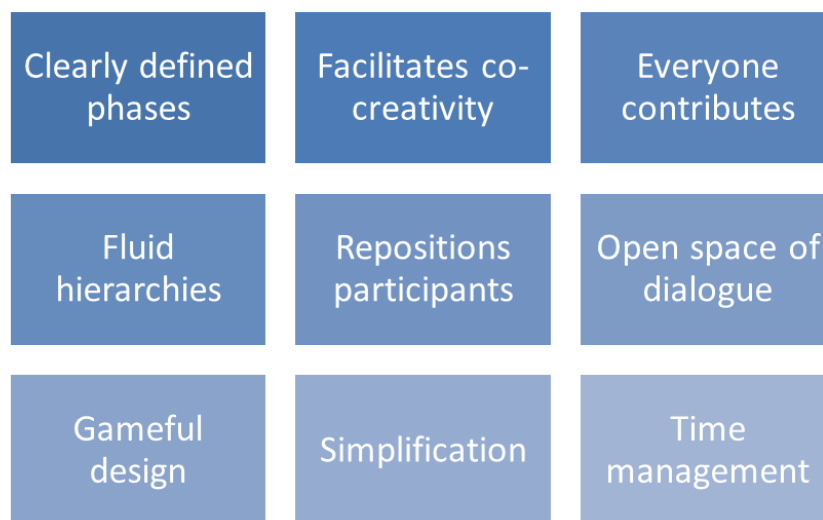 Clearly defined
phases
Facilitates co-
creativity
Everyone
contributes
Fluid
hierarchies
Repositions
participants
Open space of
dialogue
Gameful
design
Simplification
Time
management